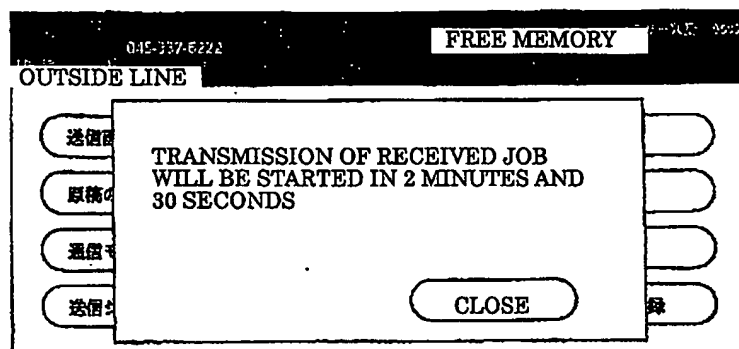 045-337-6222
FREE MEMORY
OUTSIDE LINE
送信
TRANSMISSION OF RECEIVED JOB
WILL BE STARTED IN 2 MINUTES AND
30 SECONDS
原稿の
通信モ
送信
CLOSE
録